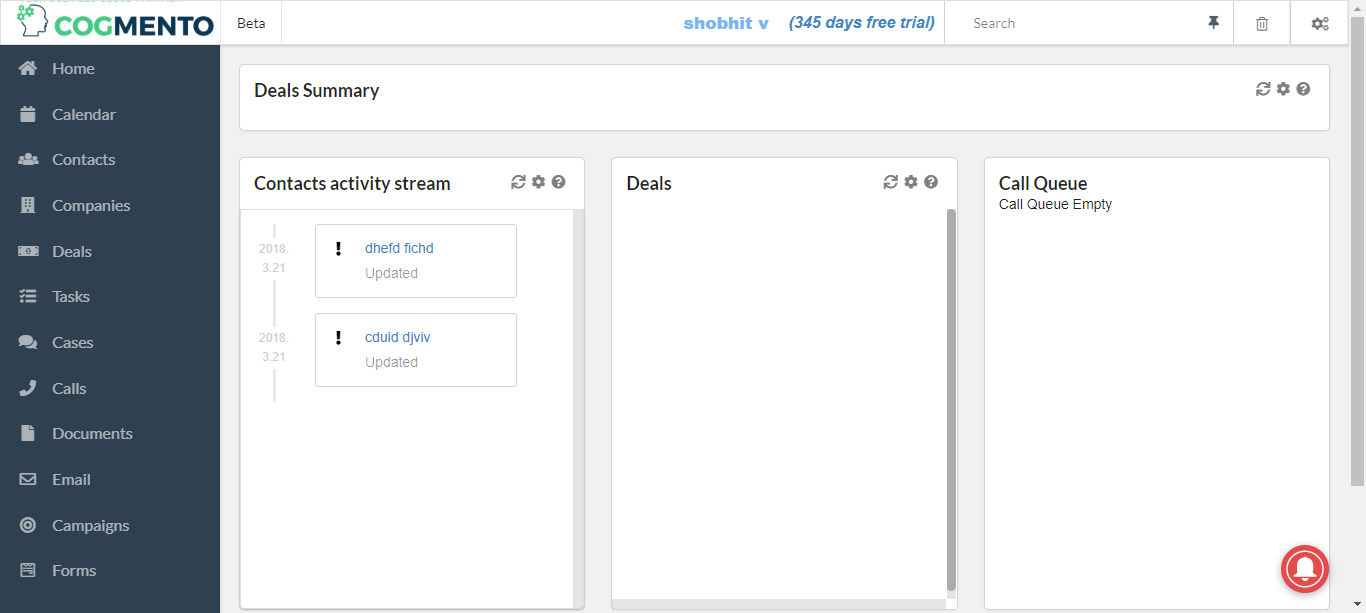 COGMENTO
Beta
shobhit v
(345 days free trial)
Search
Home
Calendar
Contacts
Companies
Deals
Tasks
Cases
Calls
Documents
Email
Campaigns
Forms
Deals Summary
Contacts activity stream
2018.
3.21
dhefd fichd
Updated
2018.
3.21
cduid djviv
Updated
Deals
Call Queue
Call Queue Empty